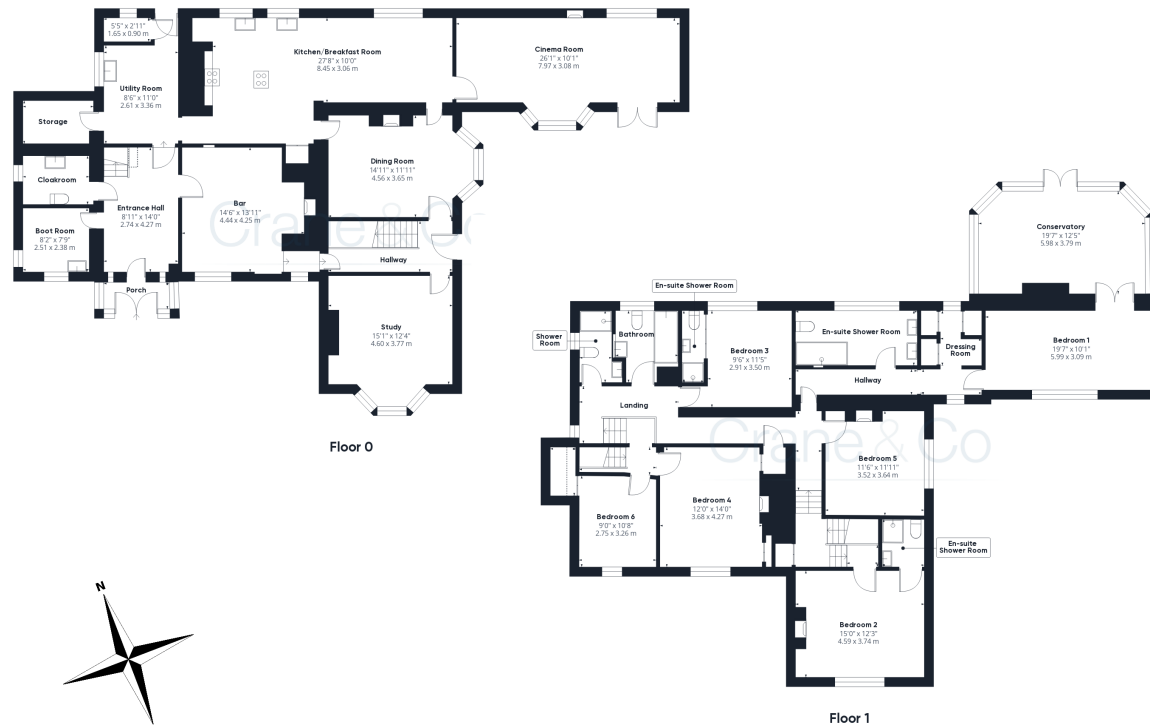 5'5" x 2'11"
1.65 x 0.90 m
Kitchen/Breakfast Room
27'8" x 10'0"
8.45 x 3.06 m
Cinema Room
26'1" x 10'1"
7.97 x 3.08 m
Utility Room
8'6" x 11'0"
2.61 x 3.36 m
Storage
Dining Room
14'11" x 11'11"
4.56 x 3.65 m
Cloakroom
Entrance Hall
8'11" x 14'0"
2.74 x 4.27 m
Bar
14'6" x 13'11"
4.44 x 4.25 m
Boot Room
8'2" x 7'9"
2.51 x 2.38 m
Hallway
Porch
Study
15'1" x 12'4"
4.60 x 3.77 m
Crane & Co
Floor 0
Conservatory
19'7" x 12'5"
5.98 x 3.79 m
En-suite Shower Room
Shower
Room
Bathroom
En-suite Shower Room
Bedroom 3
9'6" x 11'5"
2.91 x 3.50 m
Dressing
Room
Bedroom 1
19'7" x 10'1"
5.99 x 3.09 m
Hallway
Landing
Crane & Co
Bedroom 5
11'6" x 11'11"
3.52 x 3.64 m
Bedroom 4
12'0" x 14'0"
3.68 x 4.27 m
Bedroom 6
9'0" x 10'8"
2.75 x 3.26 m
En-suite
Shower Room
Bedroom 2
15'0" x 12'3"
4.59 x 3.74 m
Floor 1
N